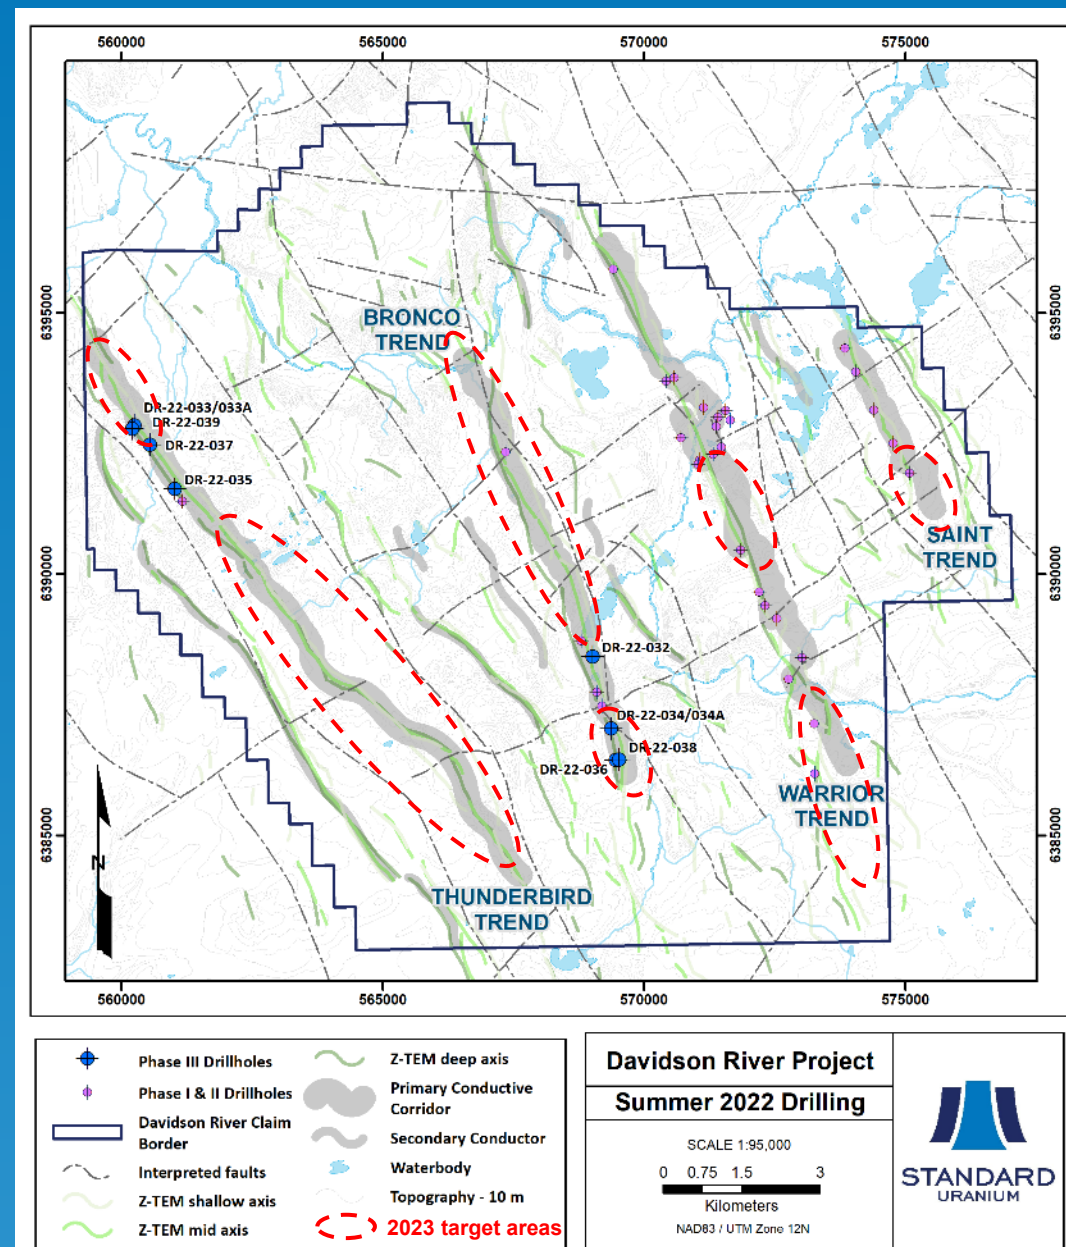 560000
565000
570000
575000
6395000
6395000
BRONCO
TREND
DR-22-033/033A
DR-22-039
DR-22-037
DR-22-035
SAINT
TREND
6390000
6390000
DR-22-032
DR-22-034/034A
DR-22-038
DR-22-036
WARRIOR
TREND
6385000
6385000
N
THUNDERBIRD
TREND
560000
565000
570000
575000
Phase III Drillholes
Phase I & II Drillholes
Davidson River Claim
Border
Interpreted faults
Z-TEM shallow axis
Z-TEM mid axis
Z-TEM deep axis
Primary Conductive
Corridor
Secondary Conductor
Waterbody
Topography - 10 m
2023 target areas
Davidson River Project
Summer 2022 Drilling
SCALE 1:95,000
0 0.75 1.5 3
Kilometers
NAD83 / UTM Zone 12N
STANDARD
URANIUM